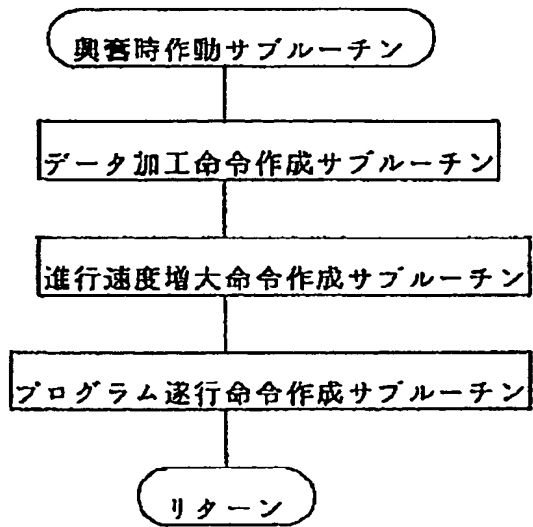 興奮時作動サブルーチン
データ加工命令作成サブルーチン
進行速度増大命令作成サブルーチン
プログラム遂行命令作成サブルーチン
リターン